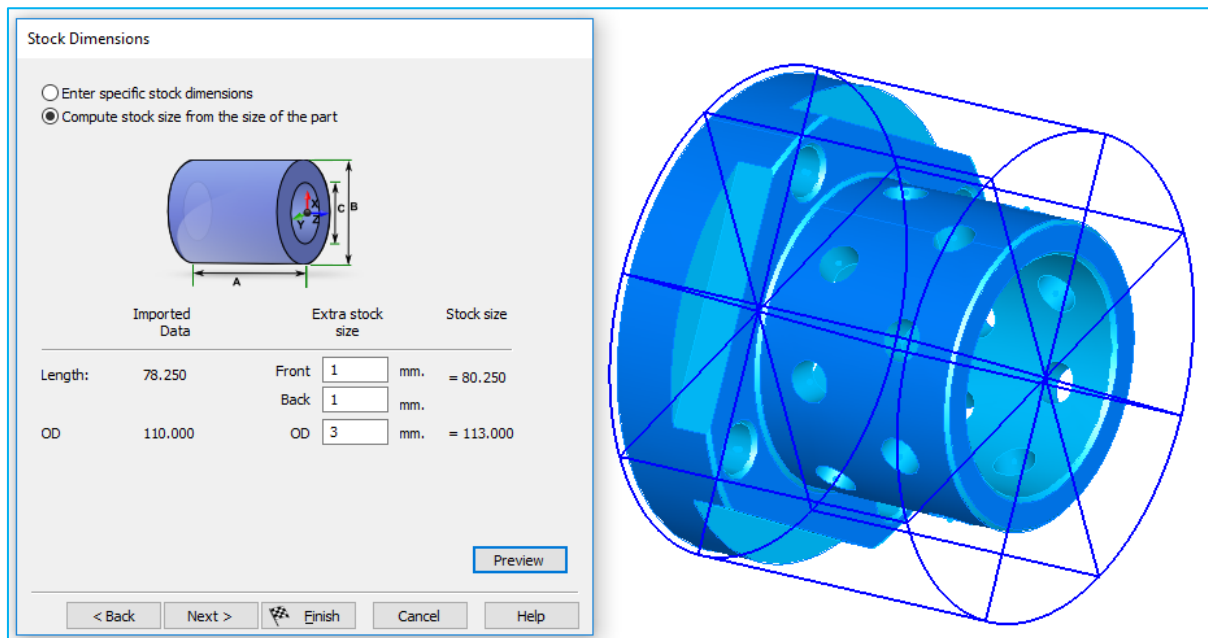 Stock Dimensions
Enter specific stock dimensions
Compute stock size from the size of the part
X
C
B
Y
Z
A
Imported Data
Extra stock size
Stock size
Length: 78.250 Front 1 mm. = 80.250
Back 1 mm.
OD 110.000 OD 3 mm. = 113.000
Preview
< Back Next > Finish Cancel Help